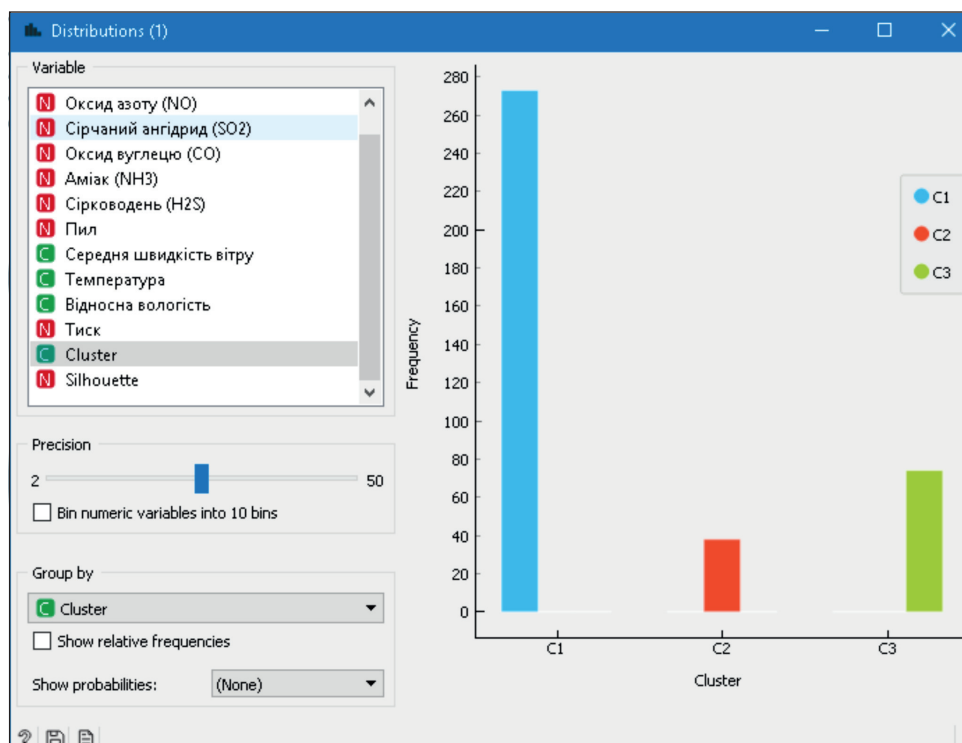 Distributions (1)
Variable
N Оксид азоту (NO)
N Сірчаний ангідрид (SO2)
N Оксид вуглецю (CO)
N Аміак (NH3)
N Сірководень (H2S)
N Пил
C Середня швидкість вітру
C Температура
C Відносна вологість
N Тиск
C Cluster
N Silhouette
Precision
2 50
Bin numeric variables into 10 bins
Group by
C Cluster
Show relative frequencies
Show probabilities: (None)
?
280
260
240
220
200
180
160
140
120
100
80
60
40
20
0
Frequency
C1 C2 C3
Cluster
C1
C2
C3